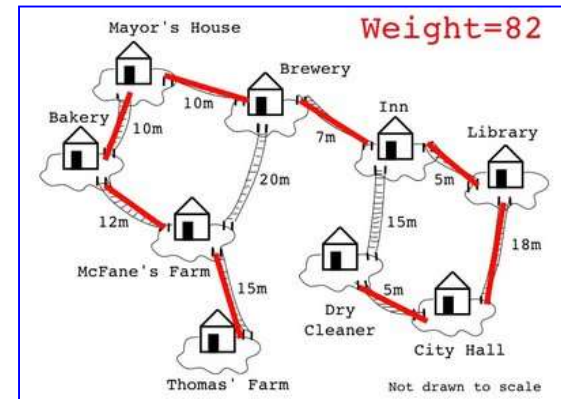 Mayor's House
Weight=82
Brewery
10m
Inn
Bakery
10m
7m
Library
5m
20m
12m
15m
18m
McFane's Farm
15m
5m
Dry
Cleaner
City Hall
Thomas' Farm
Not drawn to scale